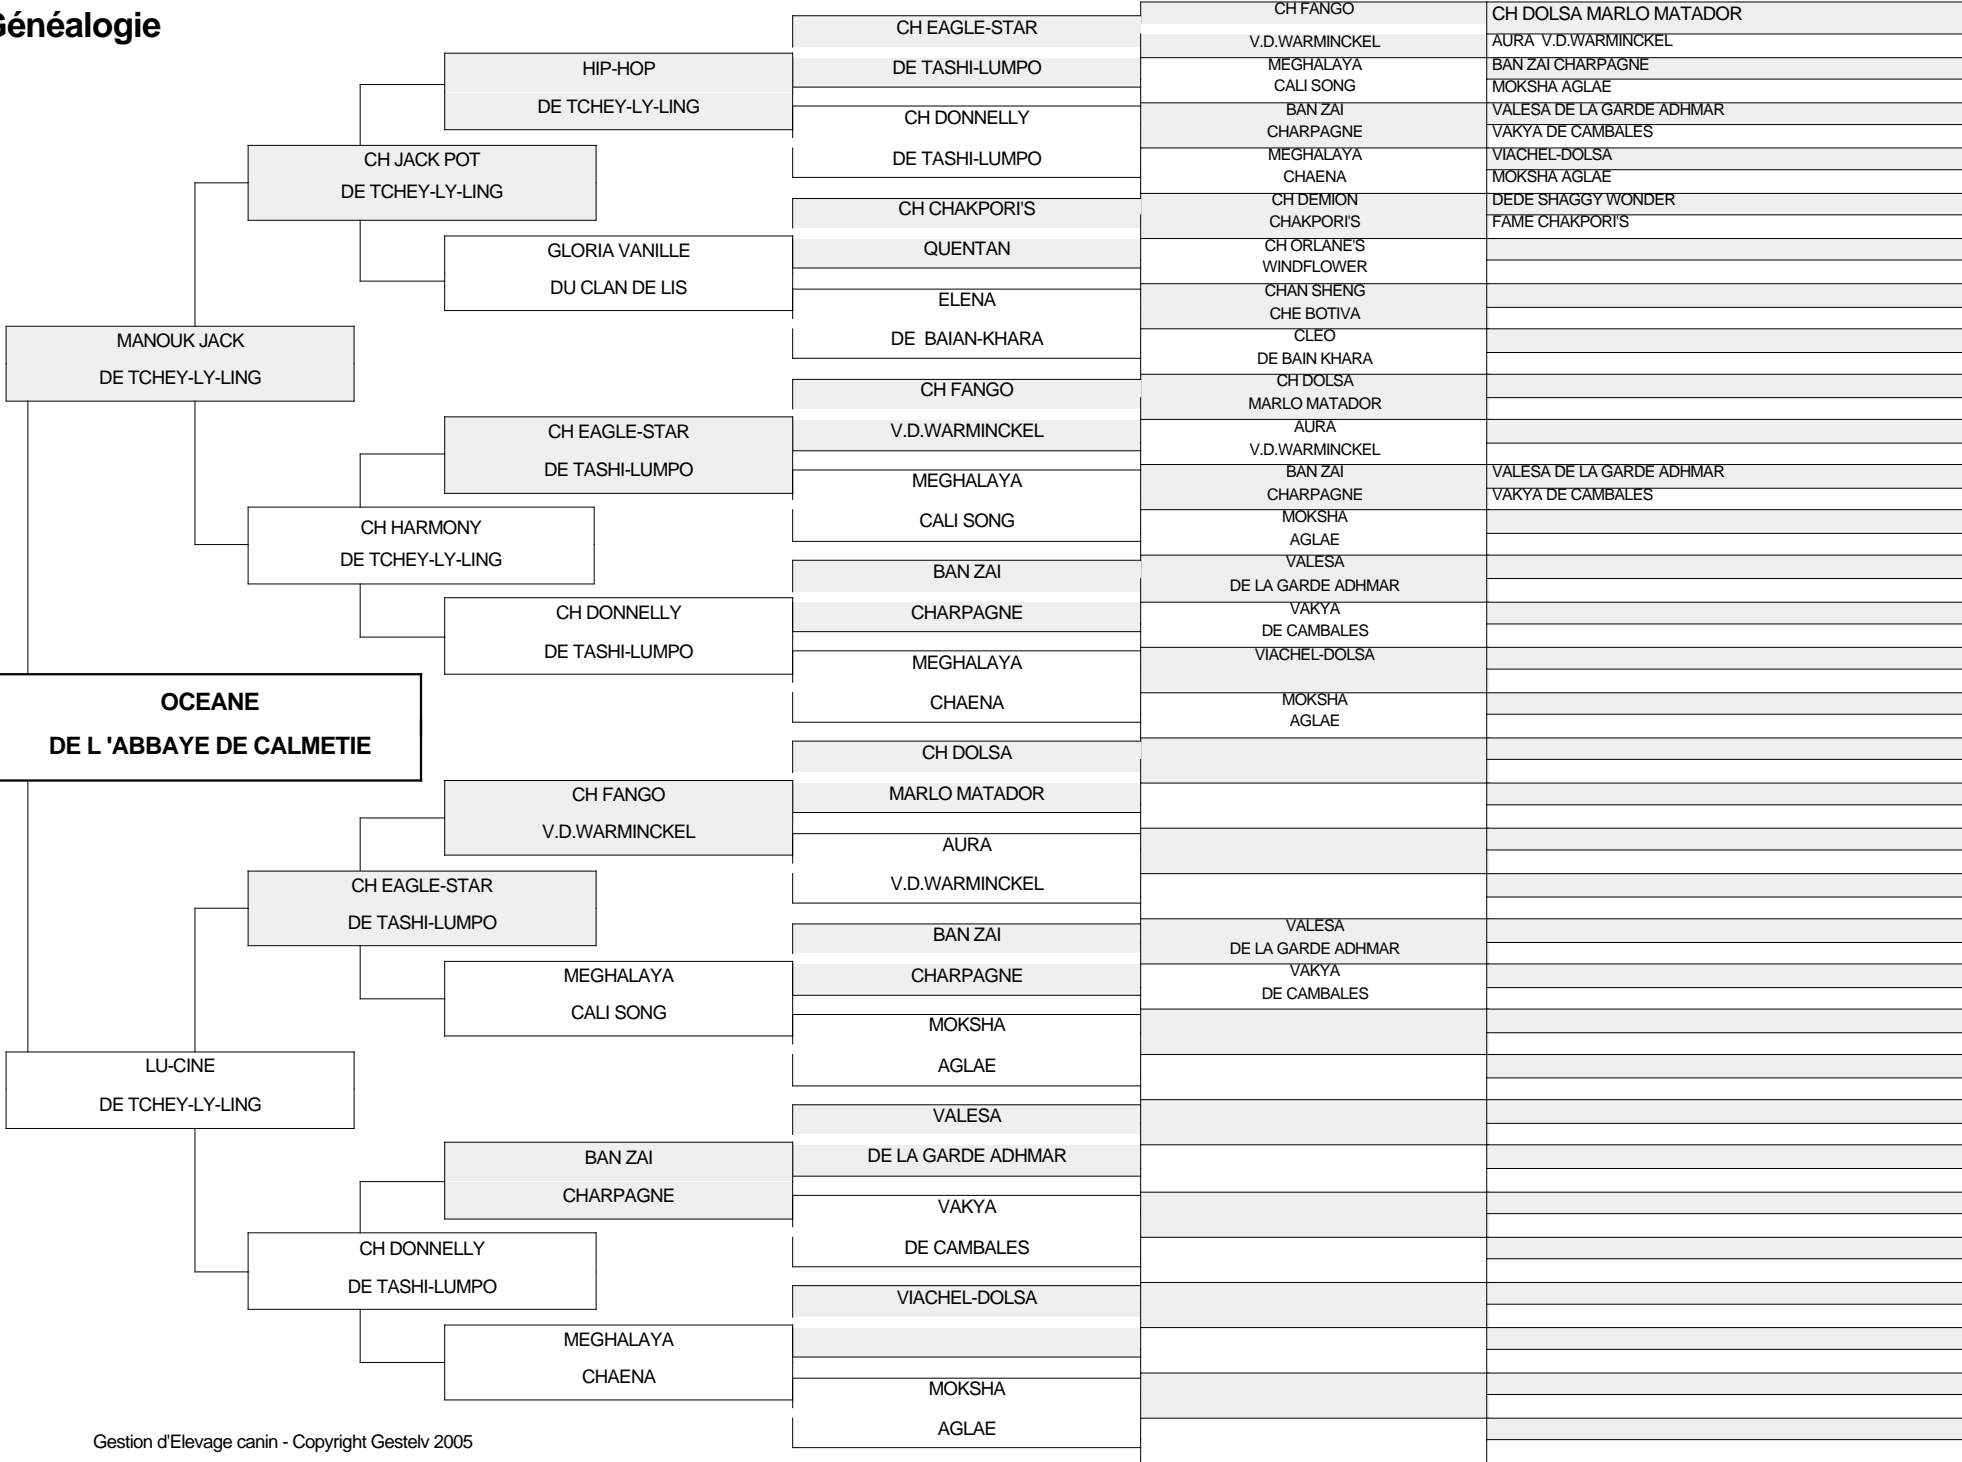 Généalogie
MANOUK JACK
DE TCHEY-LY-LING
OCEANE
DE L 'ABBAYE DE CALMETIE
LU-CINE
DE TCHEY-LY-LING
CH JACK POT
DE TCHEY-LY-LING
CH HARMONY
DE TCHEY-LY-LING
CH EAGLE-STAR
DE TASHI-LUMPO
CH DONNELLY
DE TASHI-LUMPO
HIP-HOP
DE TCHEY-LY-LING
GLORIA VANILLE
DU CLAN DE LIS
CH EAGLE-STAR
DE TASHI-LUMPO
CH DONNELLY
DE TASHI-LUMPO
CH FANGO
V.D.WARMINCKEL
MEGHALAYA
CALI SONG
BAN ZAI
CHARPAGNE
MEGHALAYA
CHAENA
CH EAGLE-STAR
DE TASHI-LUMPO
CH DONNELLY
DE TASHI-LUMPO
CH CHAKPORI'S
QUENTAN
ELENA
DE  BAIAN-KHARA
CH FANGO
V.D.WARMINCKEL
MEGHALAYA
CALI SONG
BAN ZAI
CHARPAGNE
MEGHALAYA
CHAENA
CH DOLSA
MARLO MATADOR
AURA
V.D.WARMINCKEL
BAN ZAI
CHARPAGNE
MOKSHA
AGLAE
VALESA
DE LA GARDE ADHMAR
VAKYA
DE CAMBALES
VIACHEL-DOLSA
MOKSHA
AGLAE
CH FANGO
V.D.WARMINCKEL
MEGHALAYA
CALI SONG
BAN ZAI
CHARPAGNE
MEGHALAYA
CHAENA
CH DEMION
CHAKPORI'S
CH ORLANE'S
WINDFLOWER
CHAN SHENG
CHE BOTIVA
CLEO
DE BAIN KHARA
CH DOLSA
MARLO MATADOR
AURA
V.D.WARMINCKEL
BAN ZAI
CHARPAGNE
MOKSHA
AGLAE
VALESA
DE LA GARDE ADHMAR
VAKYA
DE CAMBALES
VIACHEL-DOLSA
MOKSHA
AGLAE
VALESA
DE LA GARDE ADHMAR
VAKYA
DE CAMBALES
CH DOLSA MARLO MATADOR
AURA  V.D.WARMINCKEL
BAN ZAI CHARPAGNE
MOKSHA AGLAE
VALESA DE LA GARDE ADHMAR
VAKYA DE CAMBALES
VIACHEL-DOLSA
MOKSHA AGLAE
DEDE SHAGGY WONDER
FAME CHAKPORI'S
VALESA DE LA GARDE ADHMAR
VAKYA DE CAMBALES
Gestion d'Elevage canin - Copyright Gestelv 2005